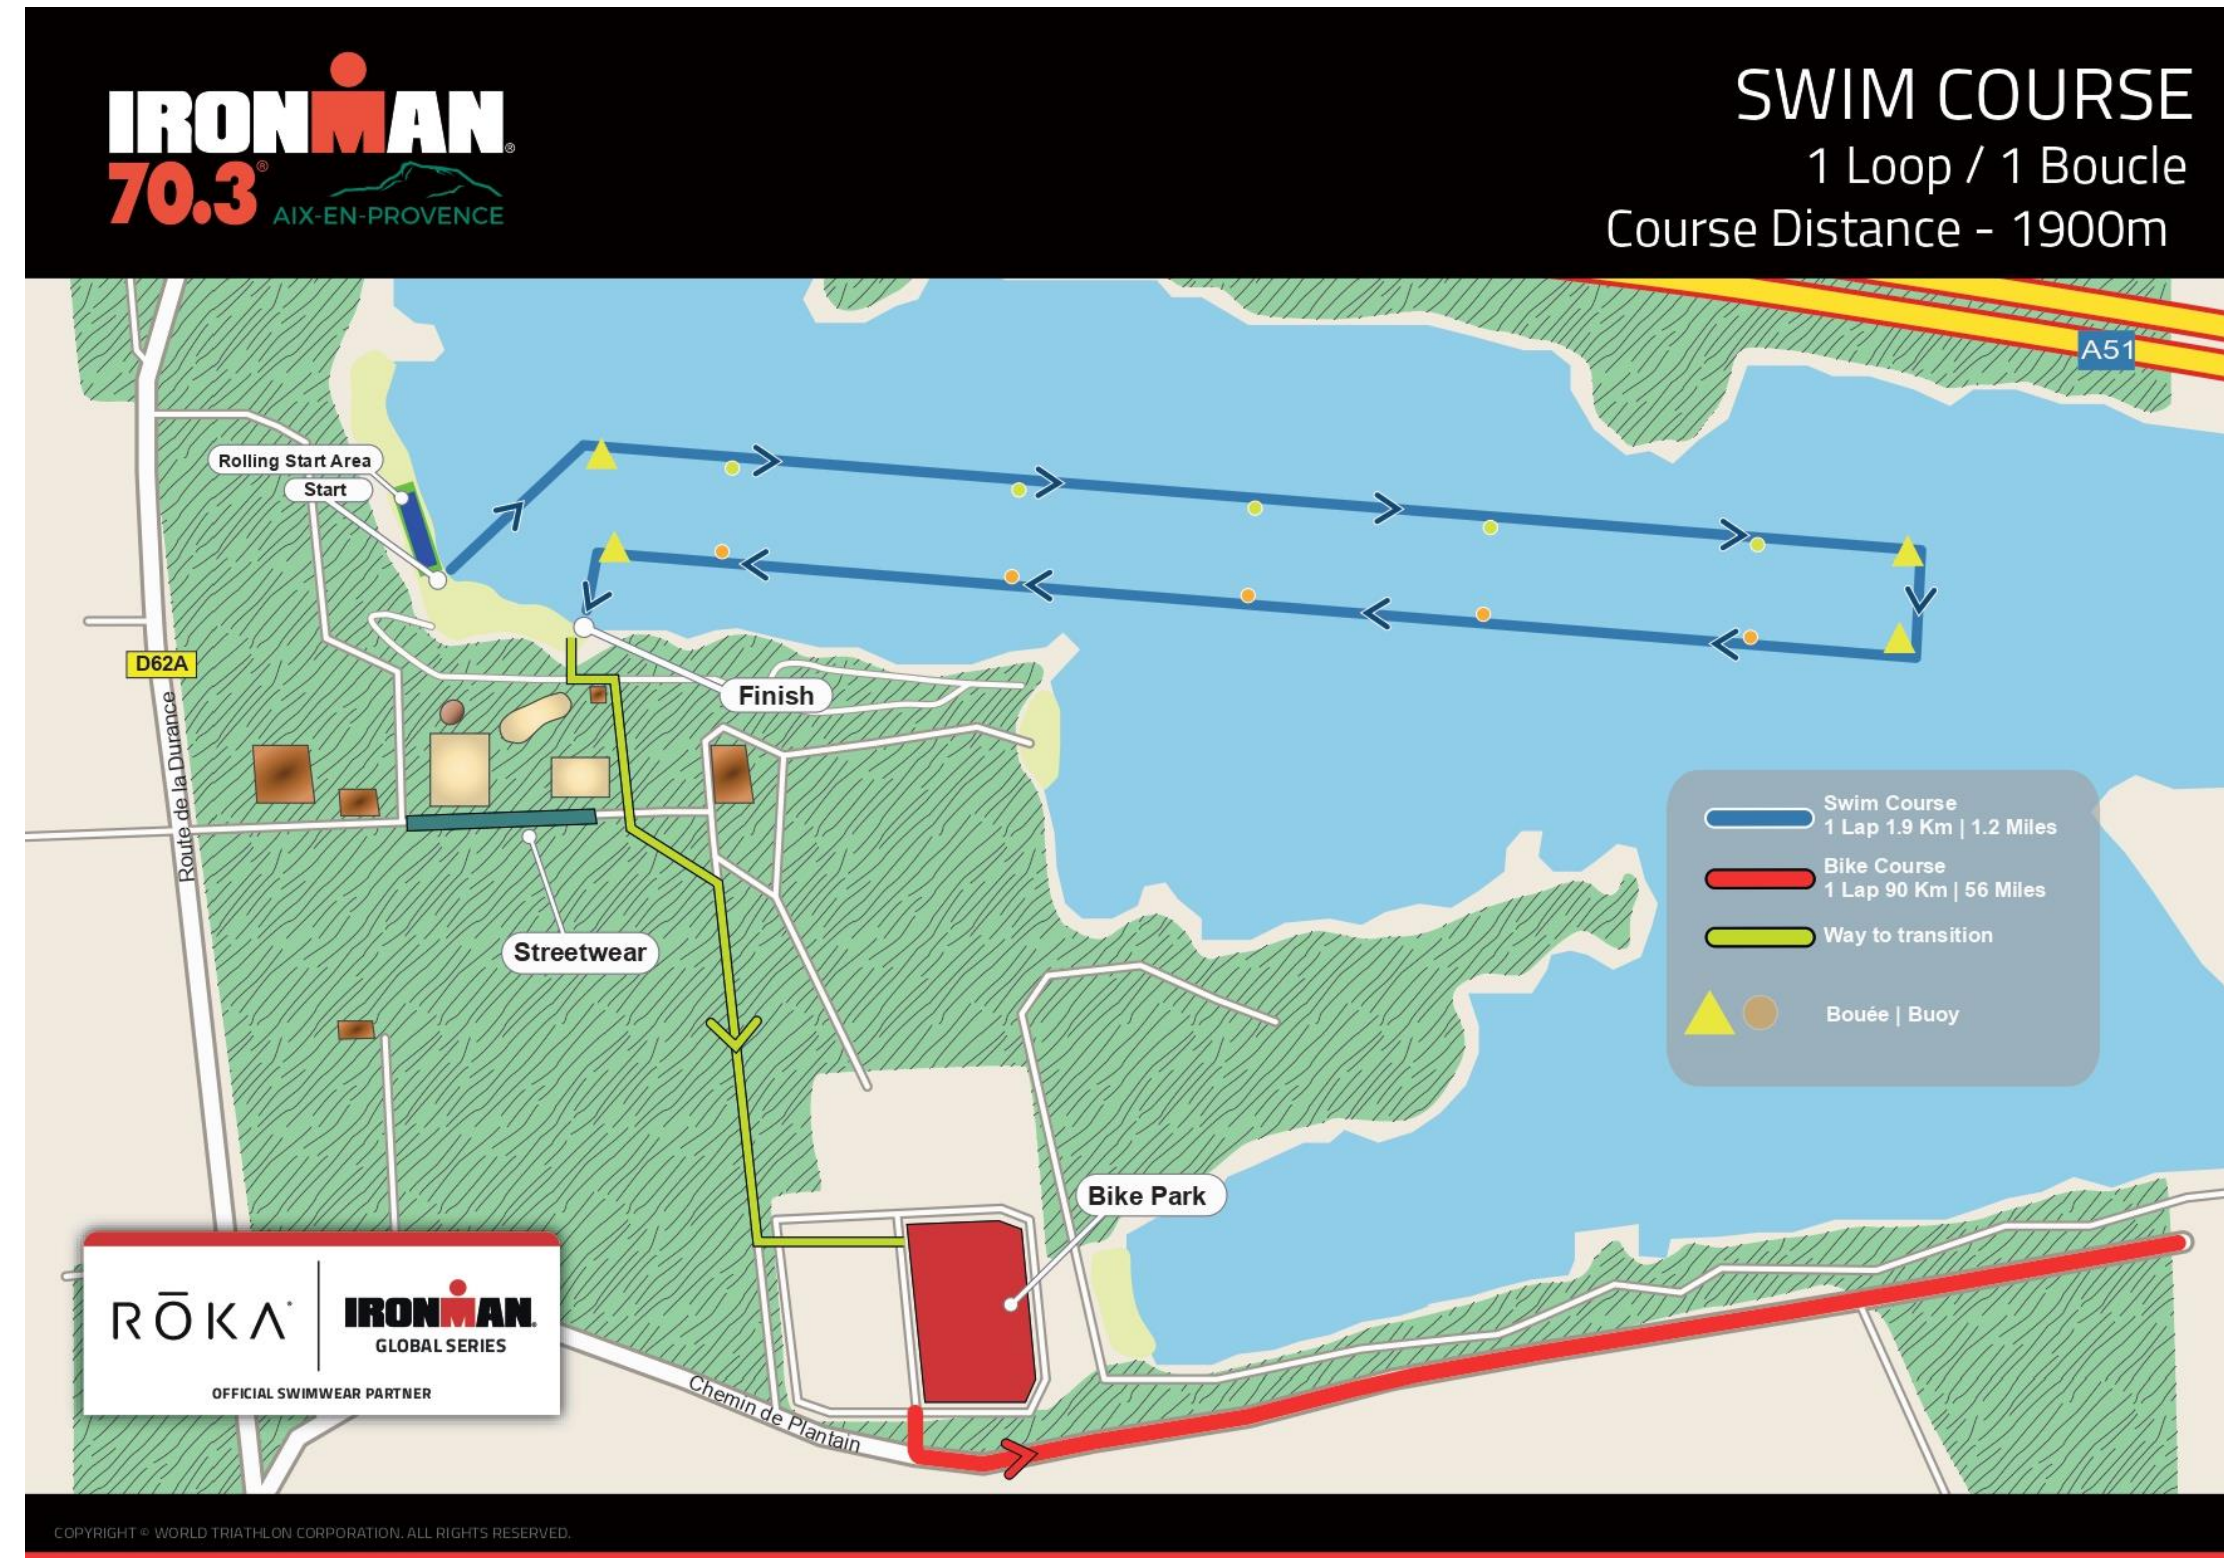 IRONMAN®
70.3®
AIX-EN-PROVENCE
SWIM COURSE
1 Loop / 1 Boucle
Course Distance - 1900m
A51
Rolling Start Area
Start
D62A
Route de la Durance
Finish
Streetwear
Swim Course
1 Lap 1.9 Km | 1.2 Miles
Bike Course
1 Lap 90 Km | 56 Miles
Way to transition
Bouée | Buoy
Bike Park
Chemin de Plantain
RŌKA
IRONMAN
GLOBAL SERIES
OFFICIAL SWIMWEAR PARTNER
COPYRIGHT © WORLD TRIATHLON CORPORATION. ALL RIGHTS RESERVED.